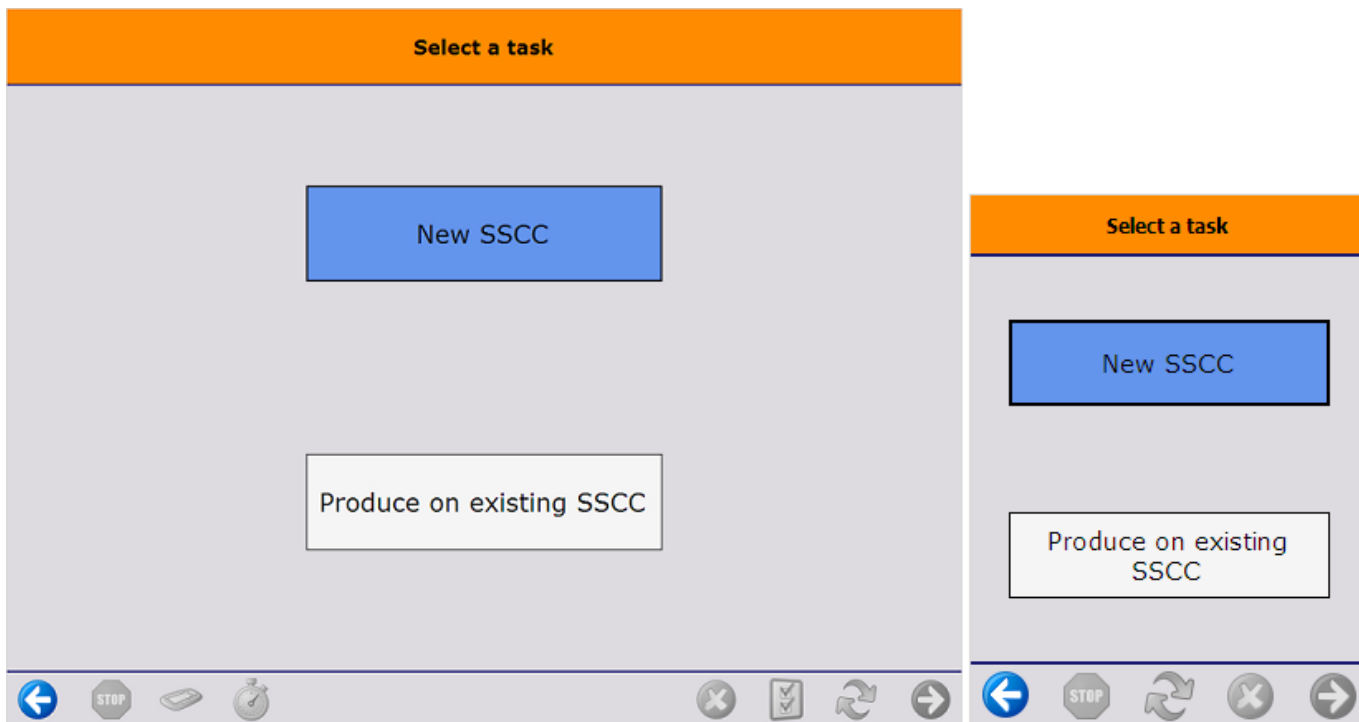 Select a task
New SSCC
Produce on existing SSCC
STOP
Select a task
New SSCC
Produce on existing
SSCC
STOP